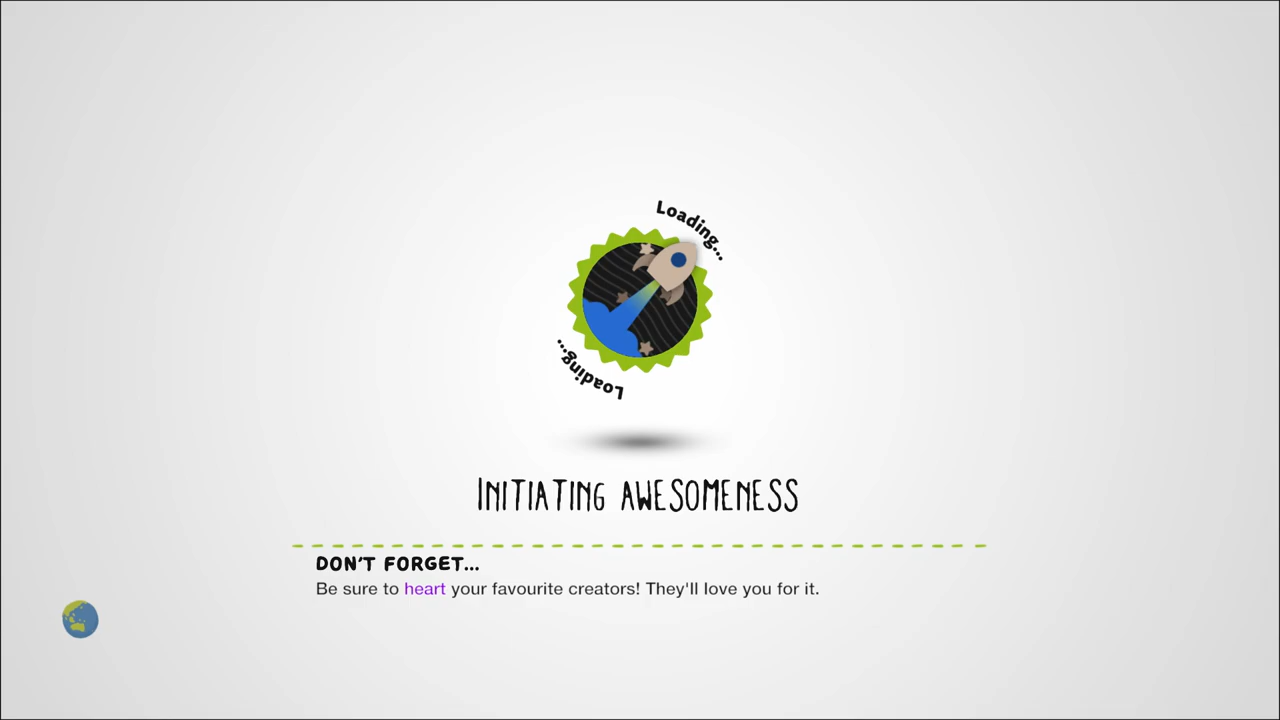 Loading...
Loading...
INITIATING AWESOMENESS
DON'T FORGET...
Be sure to heart your favourite creators! They'll love you for it.